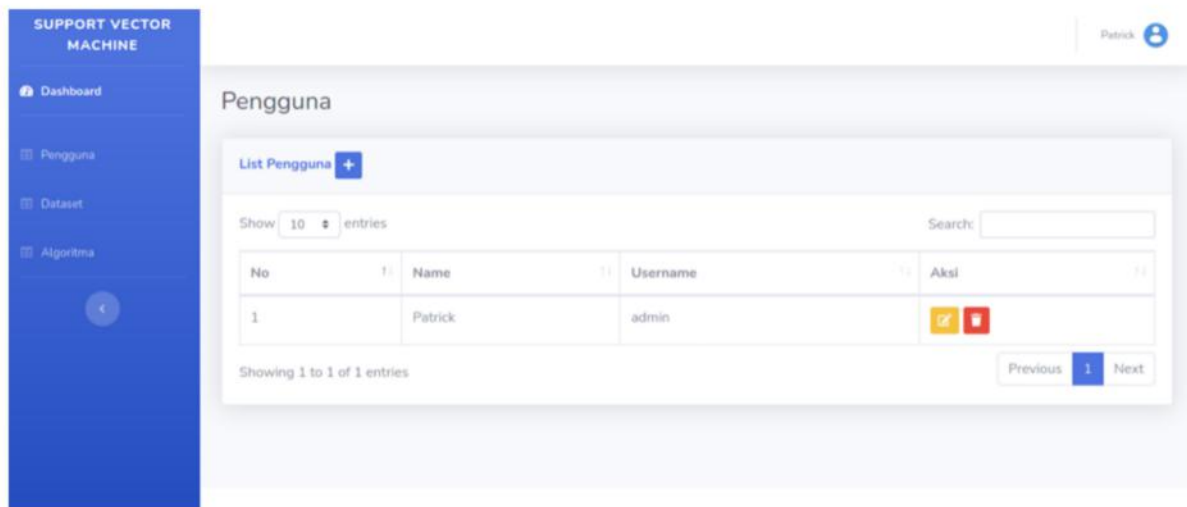 SUPPORT VECTOR
MACHINE
Patrick
Dashboard
Pengguna
Pengguna
List Pengguna +
Dataset
Show 10 entries
Search:
Algoritma
No Name Username Aksi
1 Patrick admin
Showing 1 to 1 of 1 entries
Previous 1 Next